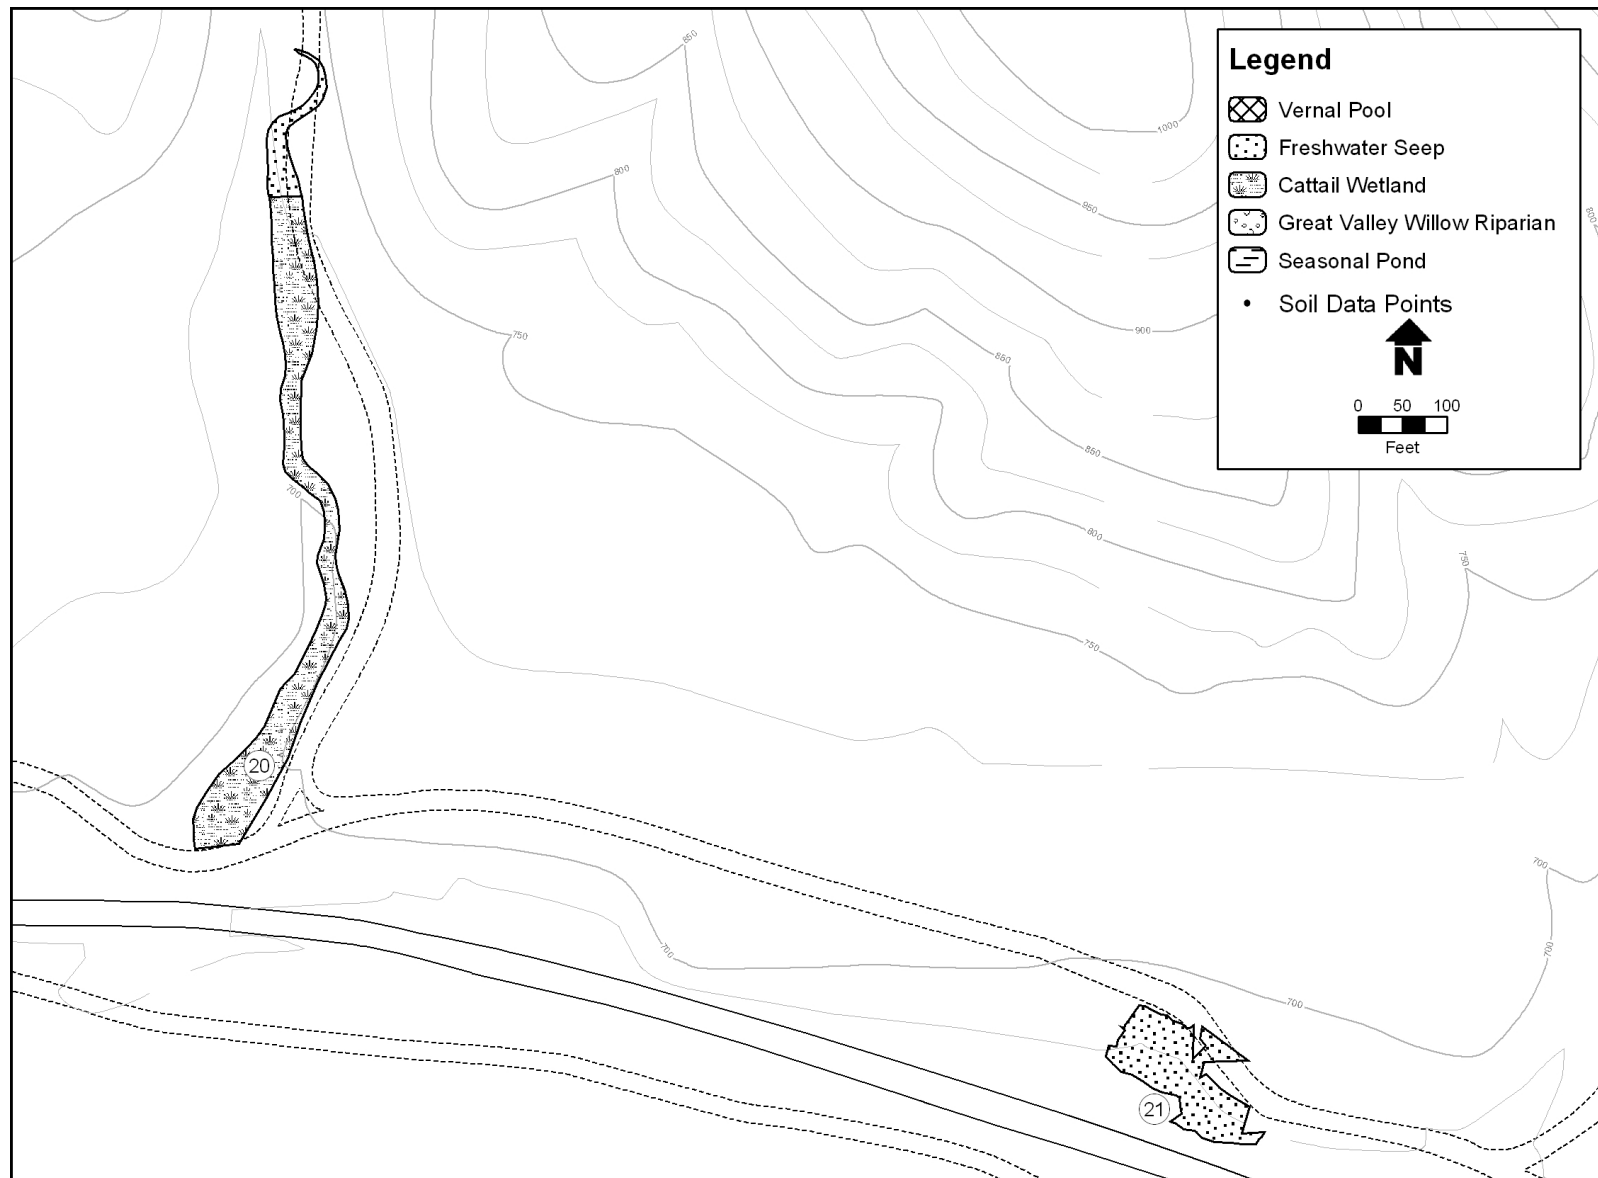 850
Legend
Vernal Pool
Freshwater Seep
Cattail Wetland
Great Valley Willow Riparian
Seasonal Pond
Soil Data Points
N
0 50 100
Feet
1000
800
800
950
900
750
850
850
700
800
750
750
20
700
700
700
700
21